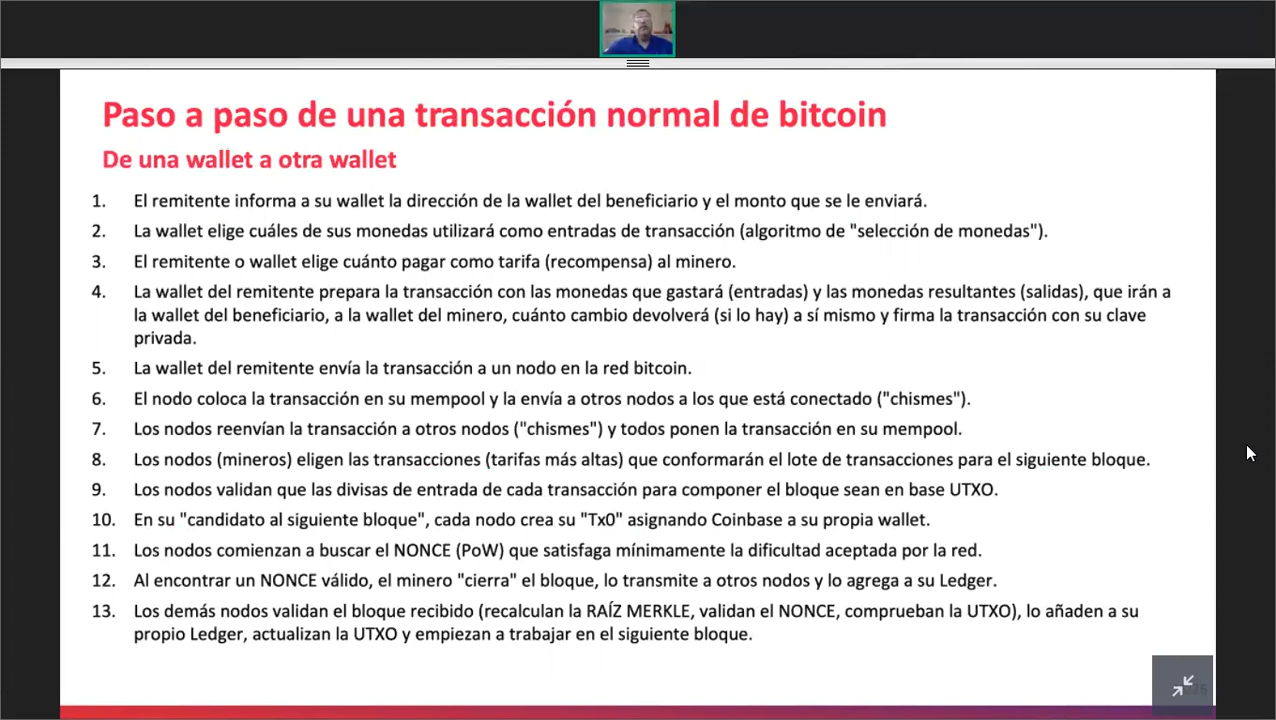 Paso a paso de una transacción normal de bitcoin
De una wallet a otra wallet
1. El remitente informa a su wallet la dirección de la wallet del beneficiario y el monto que se le enviará.
2. La wallet elige cuáles de sus monedas utilizará como entradas de transacción (algoritmo de "selección de monedas").
3. El remitente o wallet elige cuánto pagar como tarifa (recompensa) al minero.
4. La wallet del remitente prepara la transacción con las monedas que gastará (entradas) y las monedas resultantes (salidas), que irán a
la wallet del beneficiario, a la wallet del minero, cuánto cambio devolverá (si lo hay) a sí mismo y firma la transacción con su clave
privada.
5. La wallet del remitente envía la transacción a un nodo en la red bitcoin.
6. El nodo coloca la transacción en su mempool y la envía a otros nodos a los que está conectado ("chismes").
7. Los nodos reenvían la transacción a otros nodos ("chismes") y todos ponen la transacción en su mempool.
8. Los nodos (mineros) eligen las transacciones (tarifas más altas) que conformarán el lote de transacciones para el siguiente bloque.
9. Los nodos validan que las divisas de entrada de cada transacción para componer el bloque sean en base UTXO.
10. En su "candidato al siguiente bloque", cada nodo crea su "Tx0" asignando Coinbase a su propia wallet.
11. Los nodos comienzan a buscar el NONCE (PoW) que satisfaga mínimamente la dificultad aceptada por la red.
12. Al encontrar un NONCE válido, el minero "cierra" el bloque, lo transmite a otros nodos y lo agrega a su Ledger.
13. Los demás nodos validan el bloque recibido (recalculan la RAÍZ MERKLE, validan el NONCE, comprueban la UTXO), lo añaden a su
propio Ledger, actualizan la UTXO y empiezan a trabajar en el siguiente bloque.